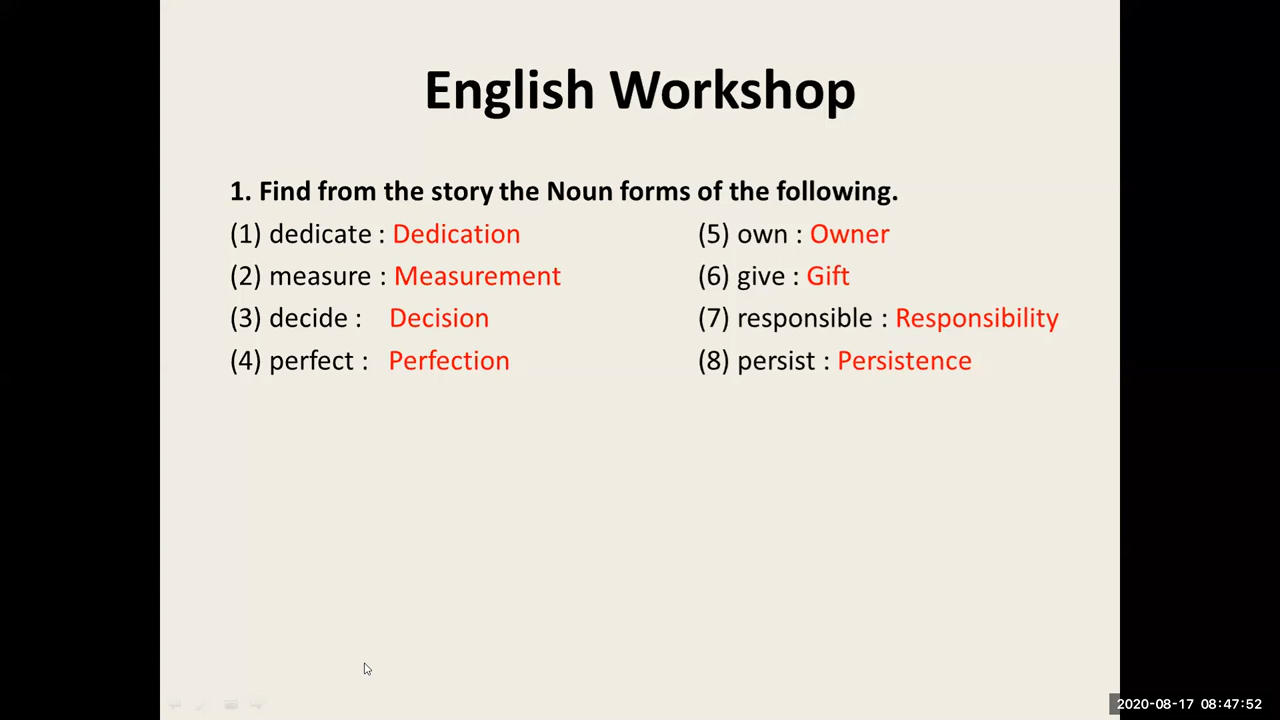 English Workshop
1. Find from the story the Noun forms of the following.
(1) dedicate : Dedication (5) own : Owner
(2) measure : Measurement (6) give : Gift
(3) decide : Decision (7) responsible : Responsibility
(4) perfect : Perfection (8) persist : Persistence
2020-08-17 08:47:52